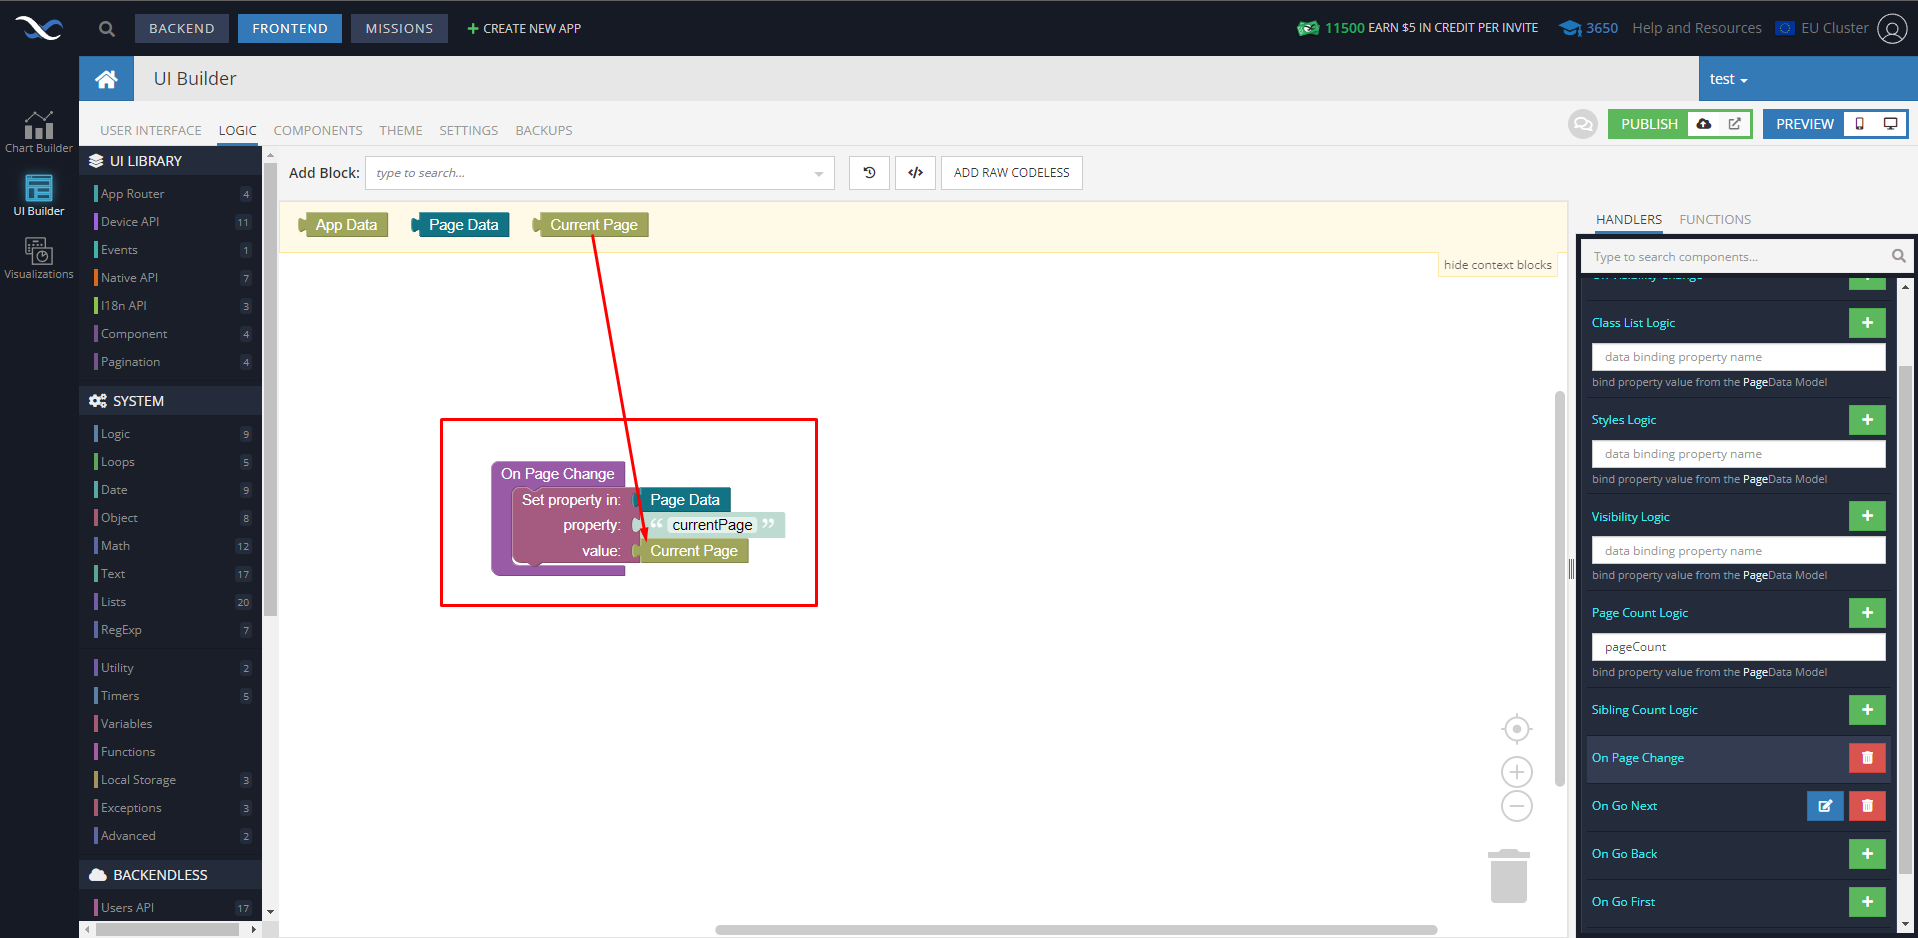 BACKEND
FRONTEND
MISSIONS
CREATE NEW APP
11500 EARN $5 IN CREDIT PER INVITE
3650
Help and Resources
EU Cluster
UI Builder
test
Chart Builder
UI Builder
Visualizations
USER INTERFACE
LOGIC
COMPONENTS
THEME
SETTINGS
BACKUPS
PUBLISH
PREVIEW
UI LIBRARY
App Router 4
Device API 11
Events 1
Native API 7
I18n API 3
Component 4
Pagination 4
SYSTEM
Logic 9
Loops 5
Date 9
Object 8
Math 12
Text 17
Lists 20
RegExp 7
Utility 2
Timers 5
Variables
Functions
Local Storage 3
Exceptions 3
Advanced 2
BACKENDLESS
Users API 17
Add Block: type to search...
ADD RAW CODELESS
App Data
Page Data
Current Page
hide context blocks
On Page Change
Set property in: Page Data
property: “ currentPage ”
value: Current Page
HANDLERS
FUNCTIONS
Type to search components...
On Visibility Change
Class List Logic
data binding property name
bind property value from the PageData Model
Styles Logic
data binding property name
bind property value from the PageData Model
Visibility Logic
data binding property name
bind property value from the PageData Model
Page Count Logic
pageCount
bind property value from the PageData Model
Sibling Count Logic
On Page Change
On Go Next
On Go Back
On Go First